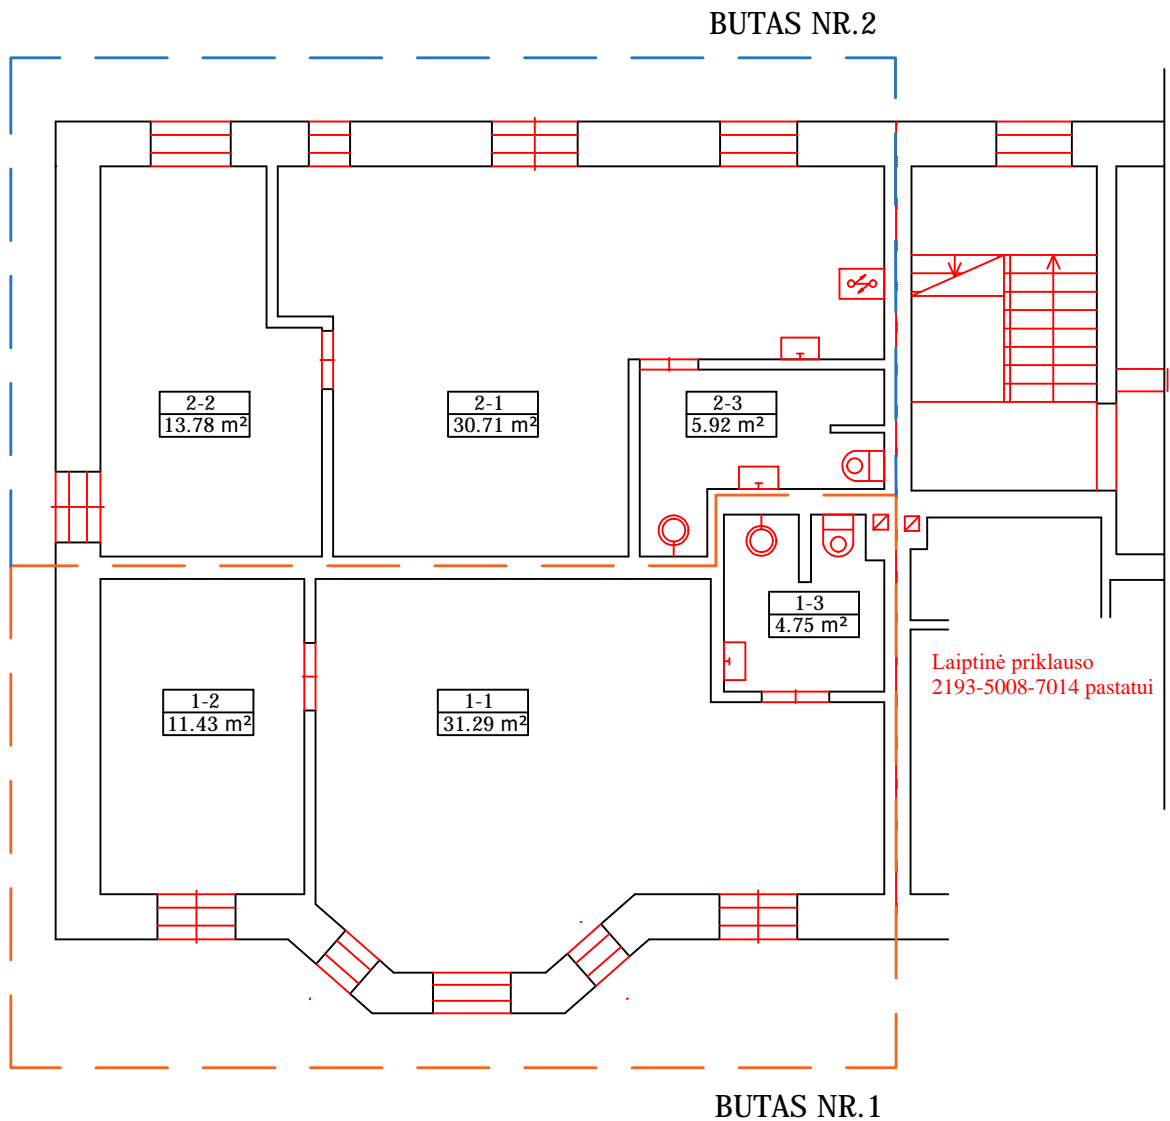 BUTAS NR.2
2-2
13.78 m²
2-1
30.71 m²
2-3
5.92 m²
1-3
4.75 m²
Laiptinė priklauso
2193-5008-7014 pastatui
1-2
11.43 m²
1-1
31.29 m²
BUTAS NR.1